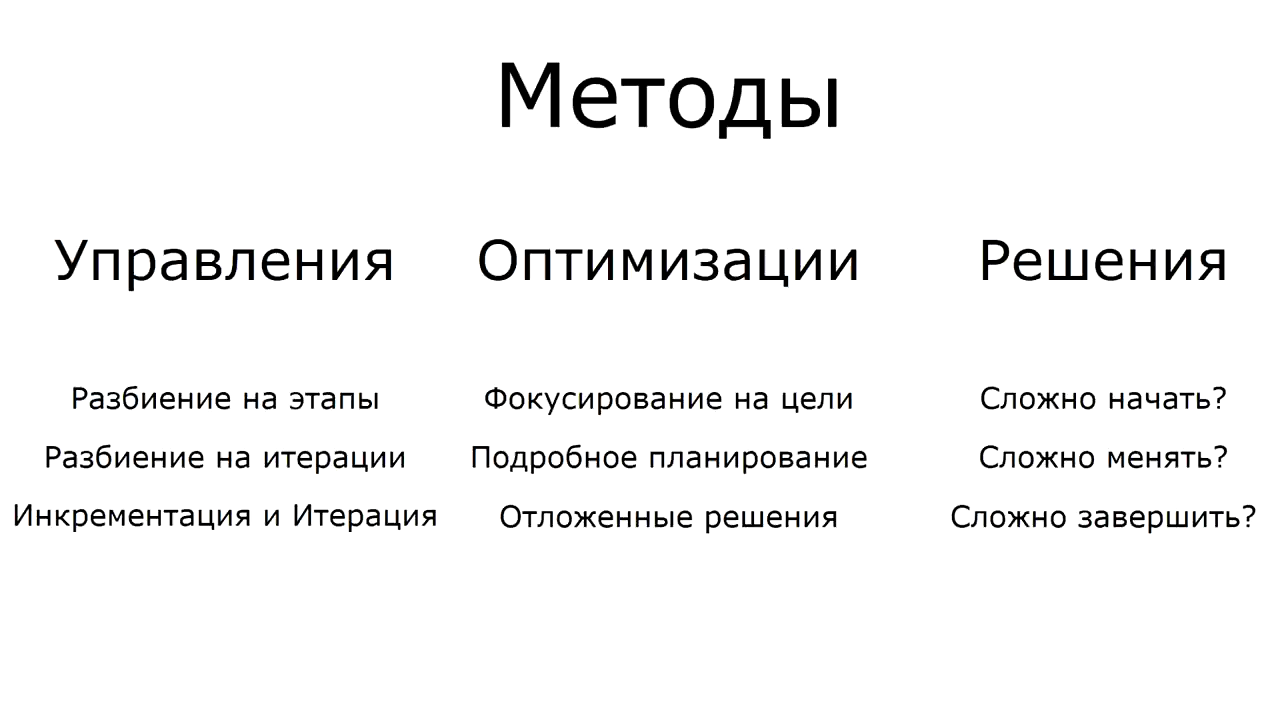 Методы
Управления
Оптимизации
Решения
Разбиение на этапы
Фокусирование на цели
Сложно начать?
Разбиение на итерации
Подробное планирование
Сложно менять?
Инкрементация и Итерация
Отложенные решения
Сложно завершить?